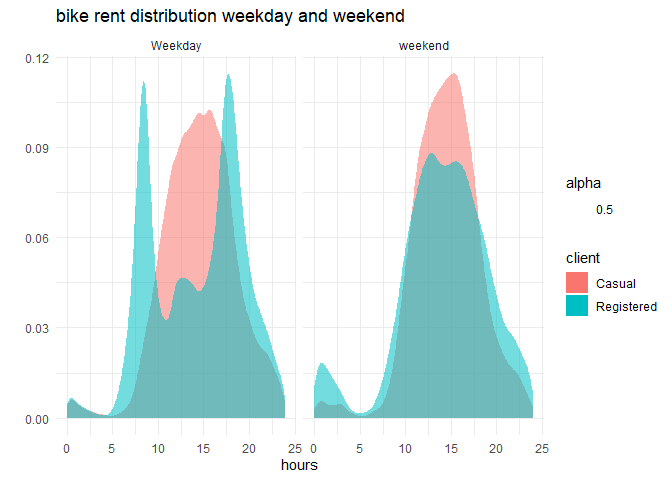 bike rent distribution weekday and weekend
Weekday
weekend
0.12
0.09
0.06
0.03
0.00
0 5 10 15 20 25
0 5 10 15 20 25
hours
alpha
0.5
client
Casual
Registered